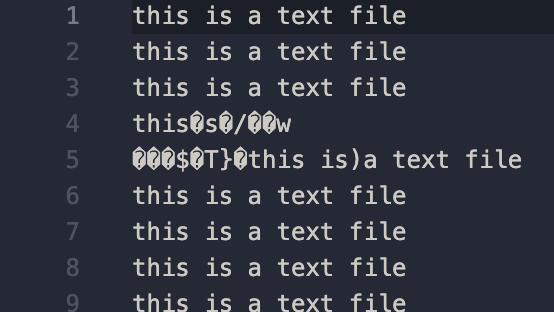 1 this is a text file
2 this is a text file
3 this is a text file
4 this�s�/��w
5 ���$�T}�this is)a text file
6 this is a text file
7 this is a text file
8 this is a text file
9 this is a text file